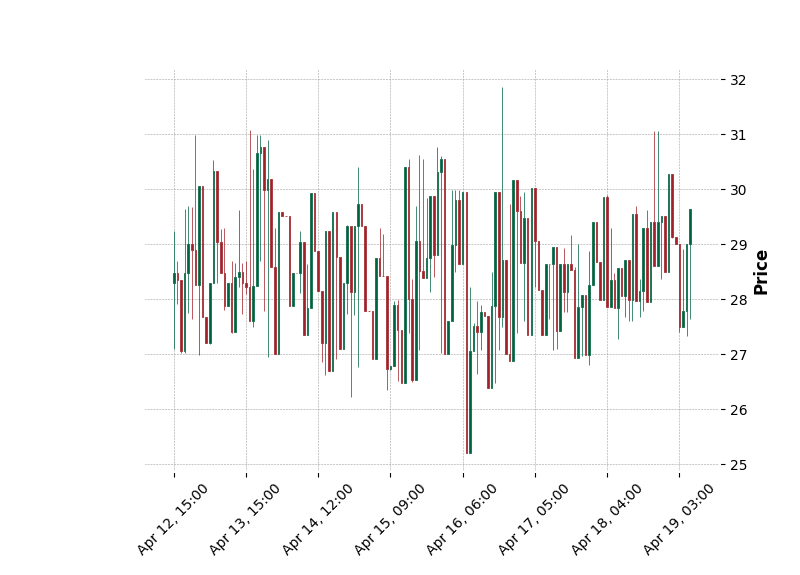 32
31
30
29
28
27
26
25
Price
Apr 12, 15:00
Apr 13, 15:00
Apr 14, 12:00
Apr 15, 09:00
Apr 16, 06:00
Apr 17, 05:00
Apr 18, 04:00
Apr 19, 03:00